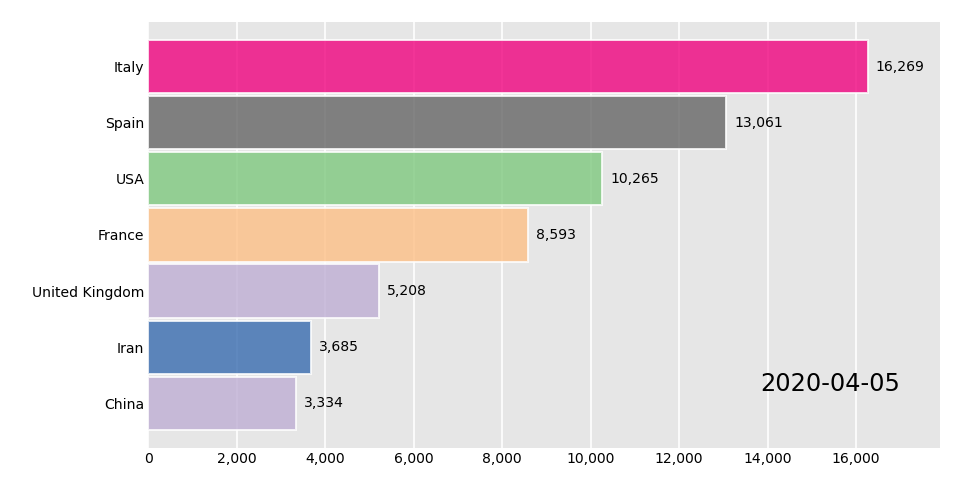 Italy 16,269
Spain 13,061
USA 10,265
France 8,593
United Kingdom 5,208
Iran 3,685
2020-04-05
China 3,334
0 2,000 4,000 6,000 8,000 10,000 12,000 14,000 16,000